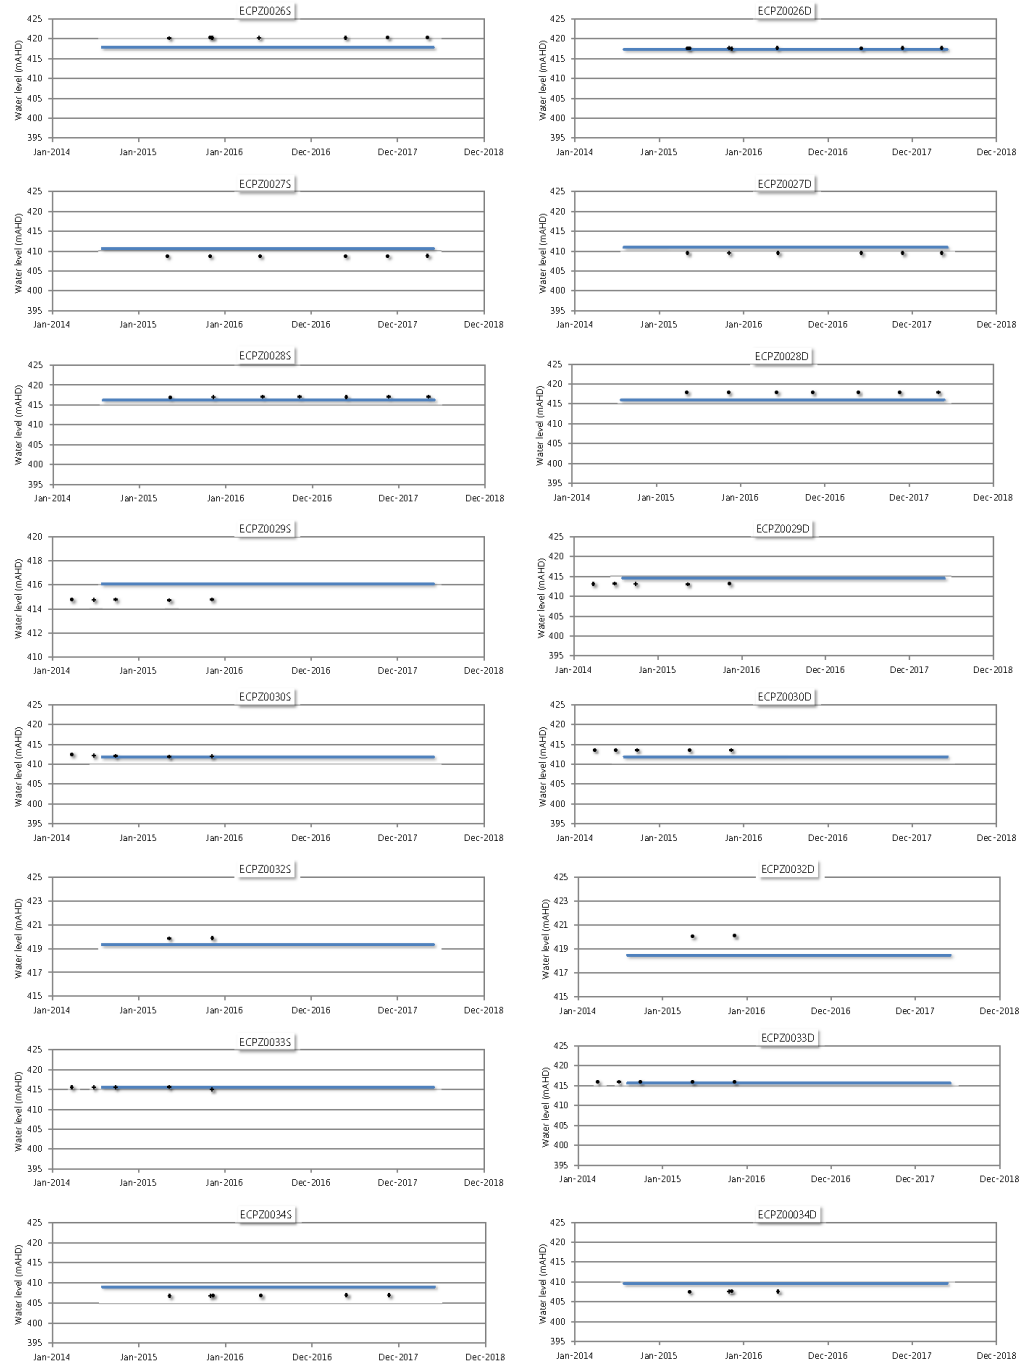 ECPZ0026S
Water level (mAHD)
425
420
415
410
405
400
395
Jan-2014 Jan-2015 Jan-2016 Dec-2016 Dec-2017 Dec-2018
ECPZ0026D
Water level (mAHD)
425
420
415
410
405
400
395
Jan-2014 Jan-2015 Jan-2016 Dec-2016 Dec-2017 Dec-2018
ECPZ0027S
Water level (mAHD)
425
420
415
410
405
400
395
Jan-2014 Jan-2015 Jan-2016 Dec-2016 Dec-2017 Dec-2018
ECPZ0027D
Water level (mAHD)
425
420
415
410
405
400
395
Jan-2014 Jan-2015 Jan-2016 Dec-2016 Dec-2017 Dec-2018
ECPZ0028S
Water level (mAHD)
425
420
415
410
405
400
395
Jan-2014 Jan-2015 Jan-2016 Dec-2016 Dec-2017 Dec-2018
ECPZ0028D
Water level (mAHD)
425
420
415
410
405
400
395
Jan-2014 Jan-2015 Jan-2016 Dec-2016 Dec-2017 Dec-2018
ECPZ0029S
Water level (mAHD)
420
418
416
414
412
410
Jan-2014 Jan-2015 Jan-2016 Dec-2016 Dec-2017 Dec-2018
ECPZ0029D
Water level (mAHD)
425
420
415
410
405
400
395
Jan-2014 Jan-2015 Jan-2016 Dec-2016 Dec-2017 Dec-2018
ECPZ0030S
Water level (mAHD)
425
420
415
410
405
400
395
Jan-2014 Jan-2015 Jan-2016 Dec-2016 Dec-2017 Dec-2018
ECPZ0030D
Water level (mAHD)
425
420
415
410
405
400
395
Jan-2014 Jan-2015 Jan-2016 Dec-2016 Dec-2017 Dec-2018
ECPZ0032S
Water level (mAHD)
425
423
421
419
417
415
Jan-2014 Jan-2015 Jan-2016 Dec-2016 Dec-2017 Dec-2018
ECPZ0032D
Water level (mAHD)
425
423
421
419
417
415
Jan-2014 Jan-2015 Jan-2016 Dec-2016 Dec-2017 Dec-2018
ECPZ0033S
Water level (mAHD)
425
420
415
410
405
400
395
Jan-2014 Jan-2015 Jan-2016 Dec-2016 Dec-2017 Dec-2018
ECPZ0033D
Water level (mAHD)
425
420
415
410
405
400
395
Jan-2014 Jan-2015 Jan-2016 Dec-2016 Dec-2017 Dec-2018
ECPZ0034S
Water level (mAHD)
425
420
415
410
405
400
395
Jan-2014 Jan-2015 Jan-2016 Dec-2016 Dec-2017 Dec-2018
ECPZ00034D
Water level (mAHD)
425
420
415
410
405
400
395
Jan-2014 Jan-2015 Jan-2016 Dec-2016 Dec-2017 Dec-2018